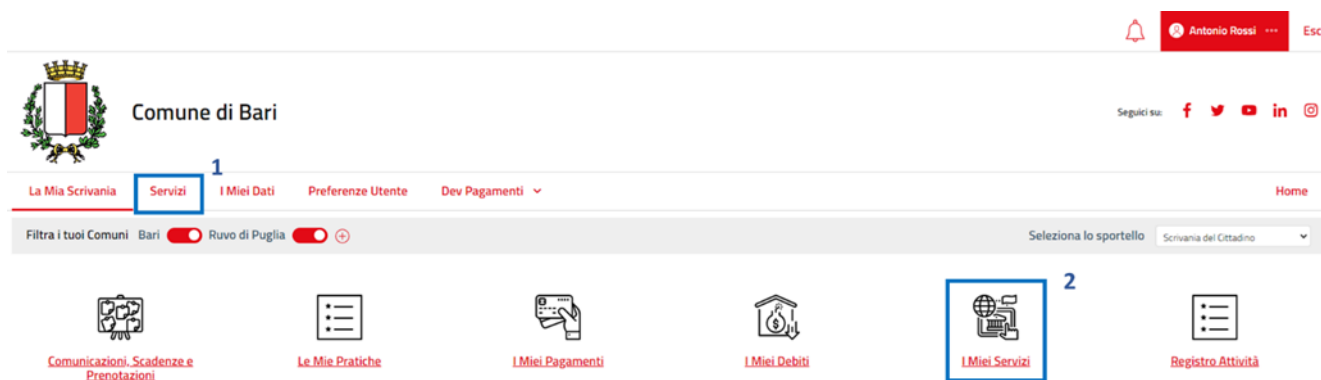 Antonio Rossi ···
Esc
Comune di Bari
Seguici su:
1
La Mia Scrivania Servizi I Miei Dati Preferenze Utente Dev Pagamenti Home
Filtra i tuoi Comuni Bari Ruvo di Puglia Seleziona lo sportello Scrivania del Cittadino
2
Comunicazioni, Scadenze e
Prenotazioni
Le Mie Pratiche
I Miei Pagamenti
I Miei Debiti
I Miei Servizi
Registro Attività